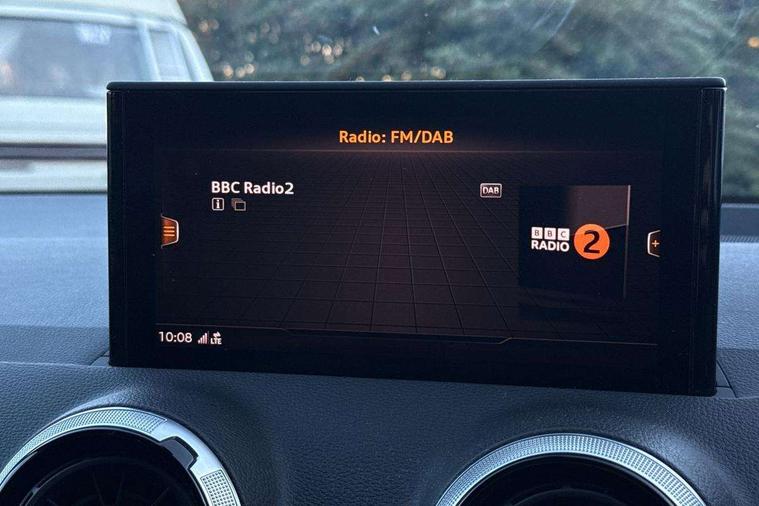 Radio: FM/DAB
BBC Radio2
DAB
BBC
RADIO 2
10:08 LTE